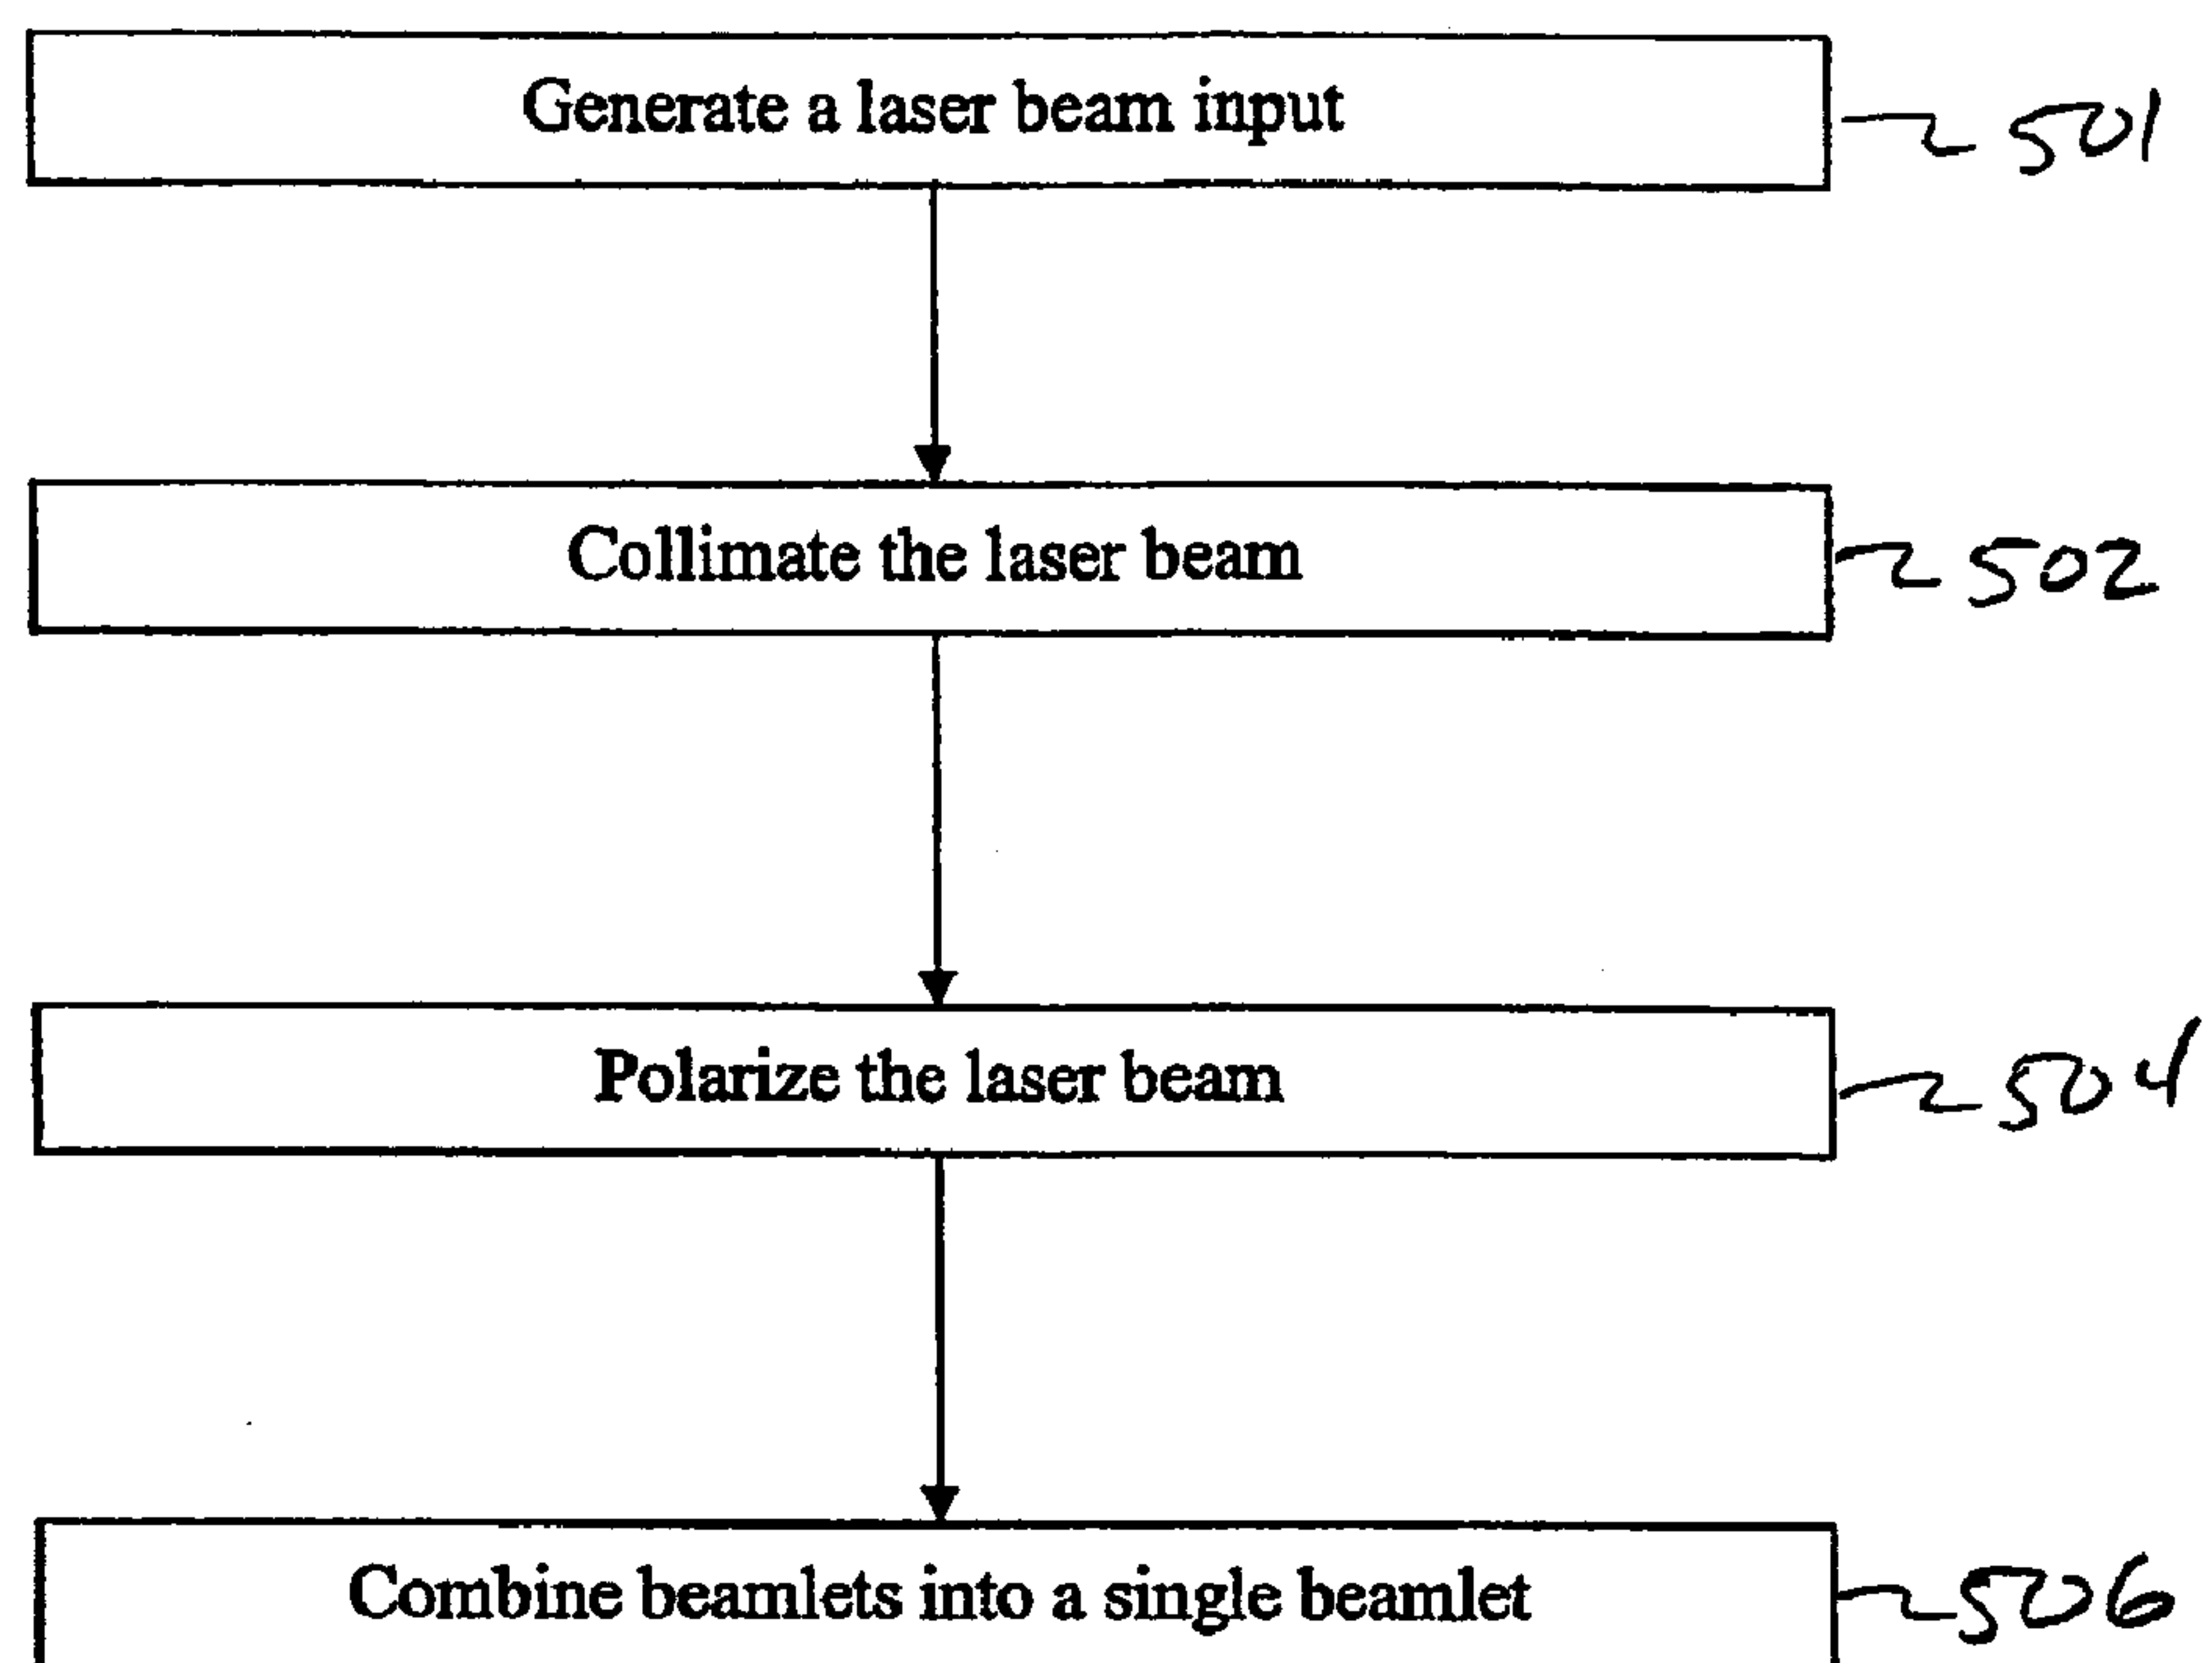 Generate a laser beam input
501
Collimate the laser beam
502
Polarize the laser beam
504
Combine beamlets into a single beamlet
506